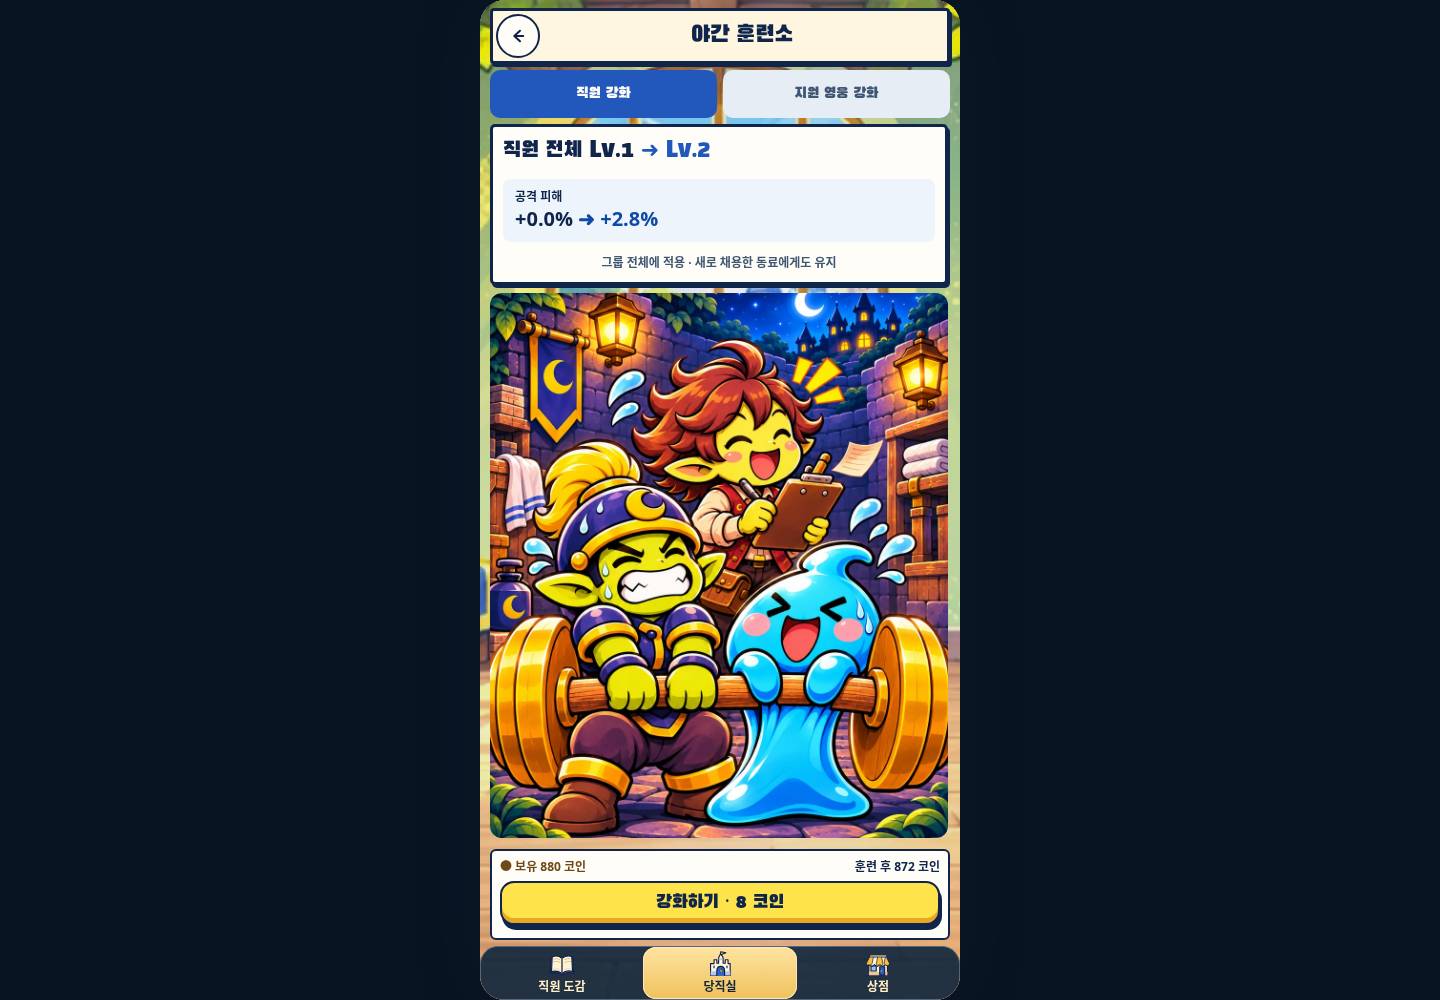 야간 훈련소
직원 강화
지원 영웅 강화
직원 전체 Lv.1 → Lv.2
공격 피해
+0.0% → +2.8%
그룹 전체에 적용 · 새로 채용한 동료에게도 유지
보유 880 코인
훈련 후 872 코인
강화하기 · 8 코인
직원 도감
당직실
상점